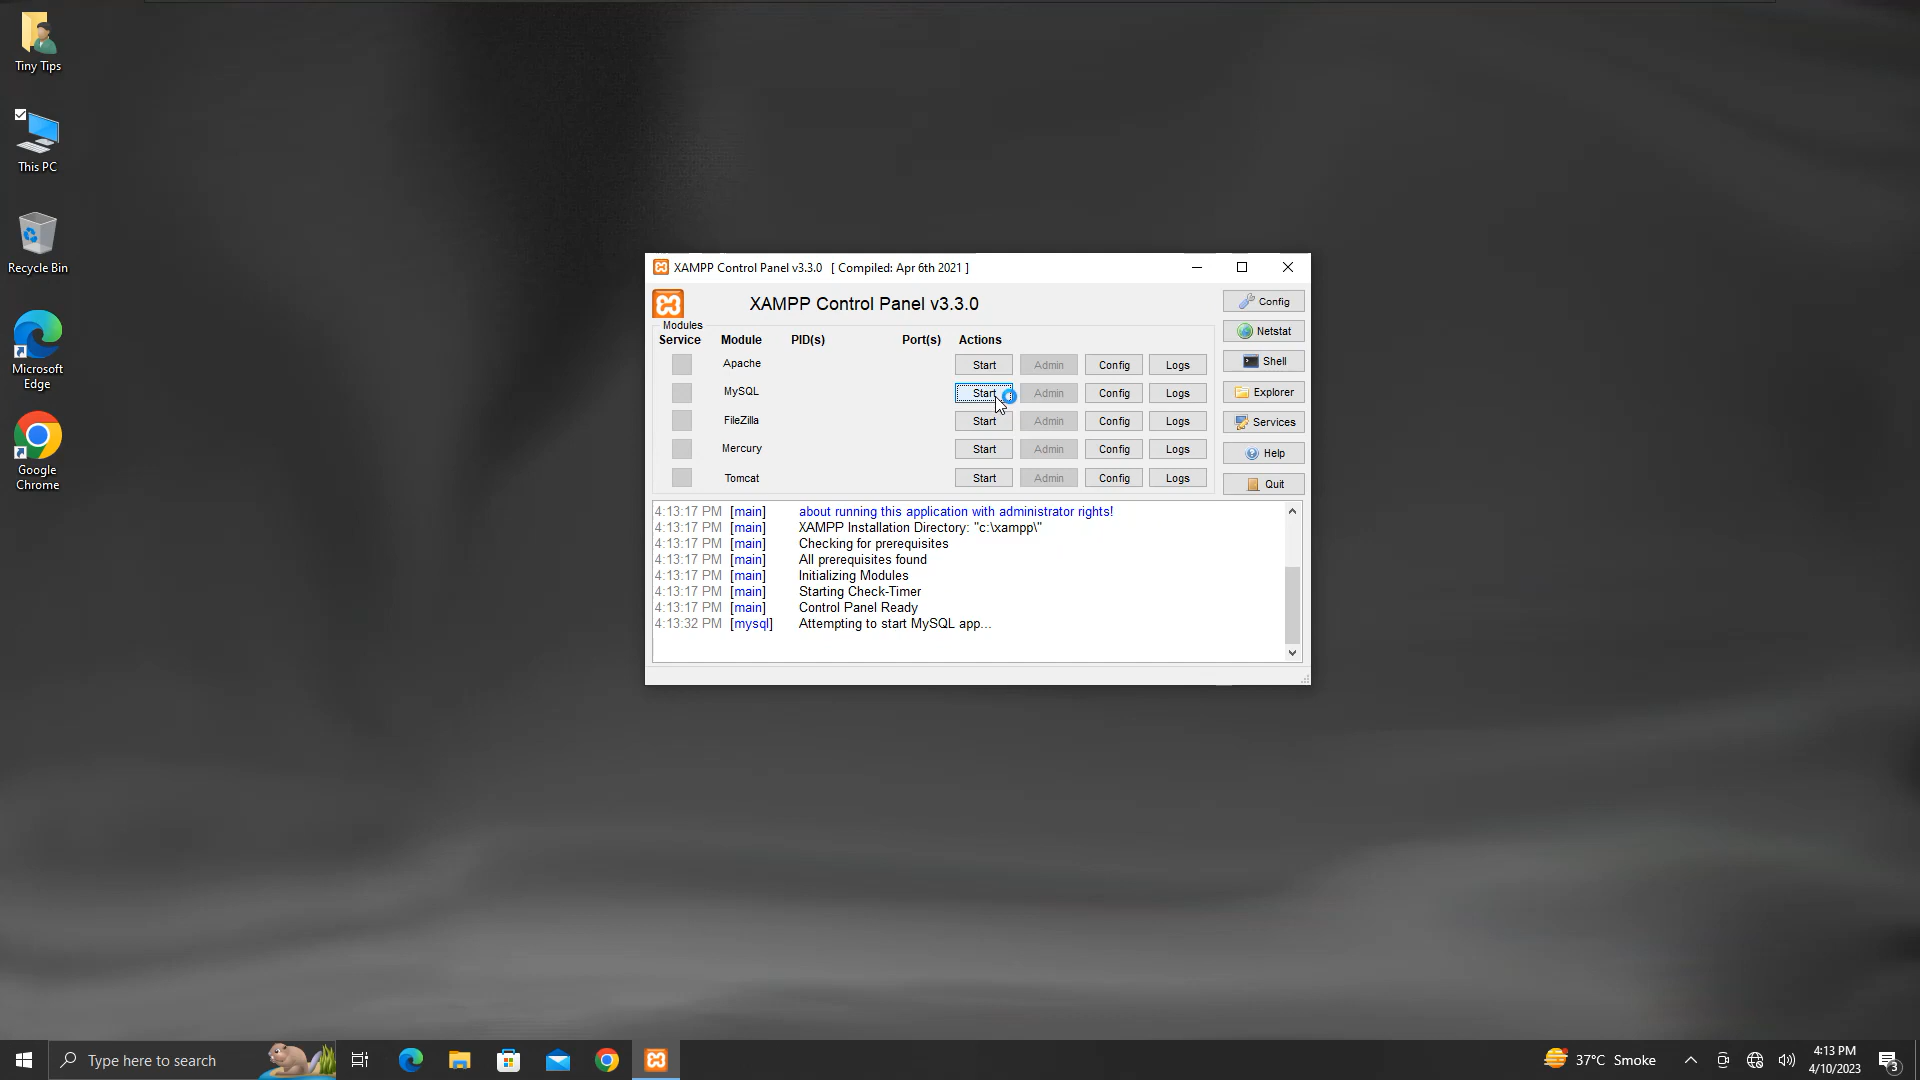 Tiny Tips
This PC
Recycle Bin
Microsoft
Edge
Google
Chrome
XAMPP Control Panel v3.3.0 [ Compiled: Apr 6th 2021 ]
XAMPP Control Panel v3.3.0
Modules
Service Module PID(s) Port(s) Actions
Apache Start Admin Config Logs
MySQL Start Admin Config Logs
FileZilla Start Admin Config Logs
Mercury Start Admin Config Logs
Tomcat Start Admin Config Logs
Config
Netstat
Shell
Explorer
Services
Help
Quit
4:13:17 PM [main] about running this application with administrator rights!
4:13:17 PM [main] XAMPP Installation Directory: "c:\xampp\"
4:13:17 PM [main] Checking for prerequisites
4:13:17 PM [main] All prerequisites found
4:13:17 PM [main] Initializing Modules
4:13:17 PM [main] Starting Check-Timer
4:13:17 PM [main] Control Panel Ready
4:13:32 PM [mysql] Attempting to start MySQL app...
Type here to search
37°C Smoke
4:13 PM
4/10/2023
3